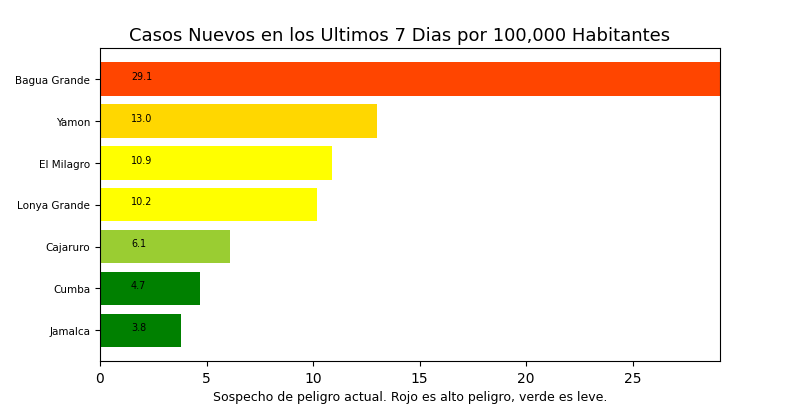 Casos Nuevos en los Ultimos 7 Dias por 100,000 Habitantes
Bagua Grande 29.1
Yamon 13.0
El Milagro 10.9
Lonya Grande 10.2
Cajaruro 6.1
Cumba 4.7
Jamalca 3.8
0 5 10 15 20 25
Sospecho de peligro actual. Rojo es alto peligro, verde es leve.